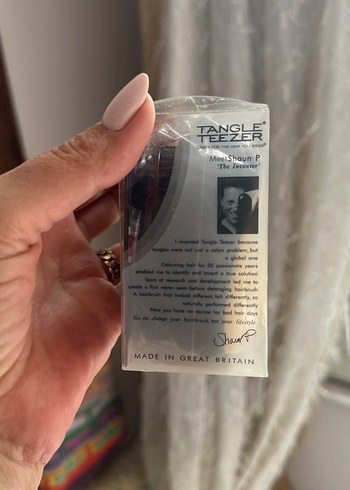 TANGLE
TEEZER®
CARES FOR THE HAIR YOU WEAR®
Meet Shaun P
'The Inventor'
I invented Tangle Teezer because
tangles were not just a salon problem, but
a global one
Colouring hair for 30 passionate years
enabled me to identify and invent a true solution
Years of research and development led me to
create a first never-seen-before detangling hairbrush
A hairbrush that looked different, felt differently, so
naturally performed differently
Now you have no excuse for bad hair days
Go on, change your hairbrush, not your lifestyle.
Shaun P
MADE IN GREAT BRITAIN